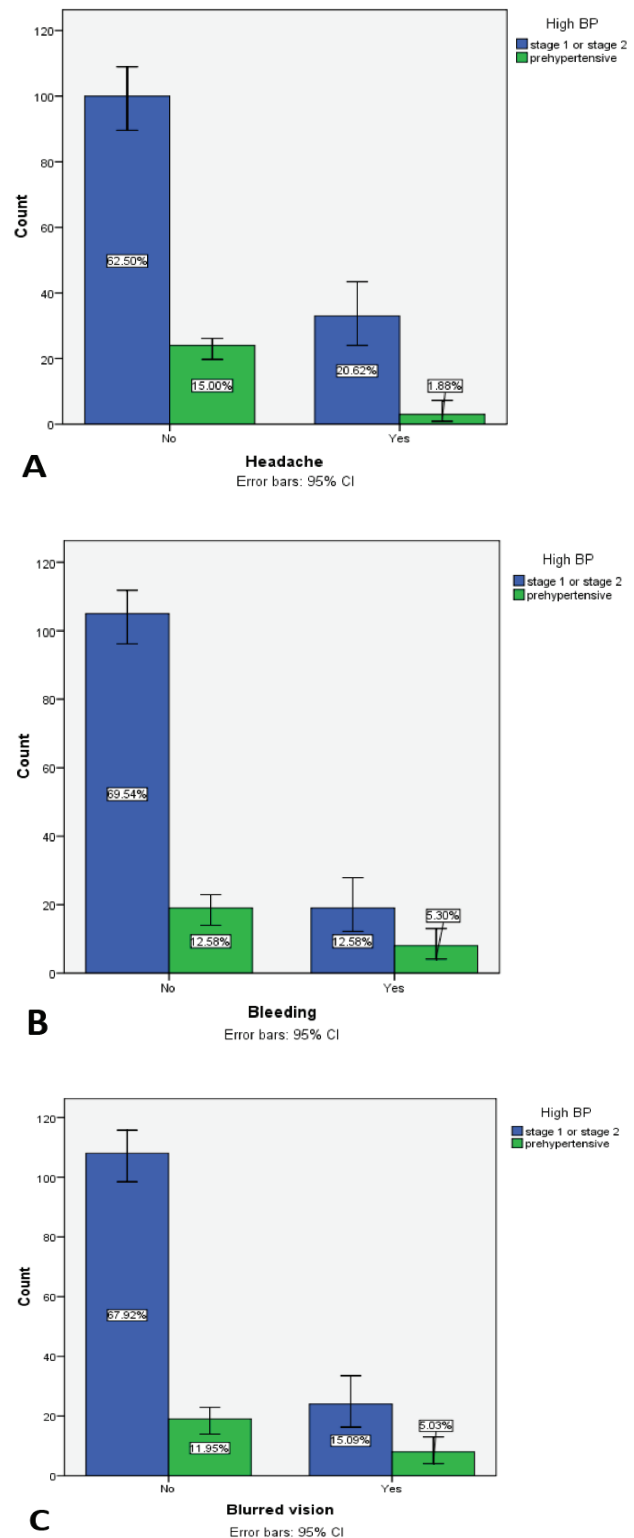 High BP
stage 1 or stage 2
prehypertensive
120
100
80
60
40
20
0
Count
62.50%
15.00%
20.62%
1.88%
No
Yes
A
Headache
Error bars: 95% CI
High BP
stage 1 or stage 2
prehypertensive
120
100
80
60
40
20
0
Count
69.54%
12.58%
12.58%
5.30%
No
Yes
B
Bleeding
Error bars: 95% CI
High BP
stage 1 or stage 2
prehypertensive
120
100
80
60
40
20
0
Count
67.92%
11.95%
15.09%
5.03%
No
Yes
C
Blurred vision
Error bars: 95% CI